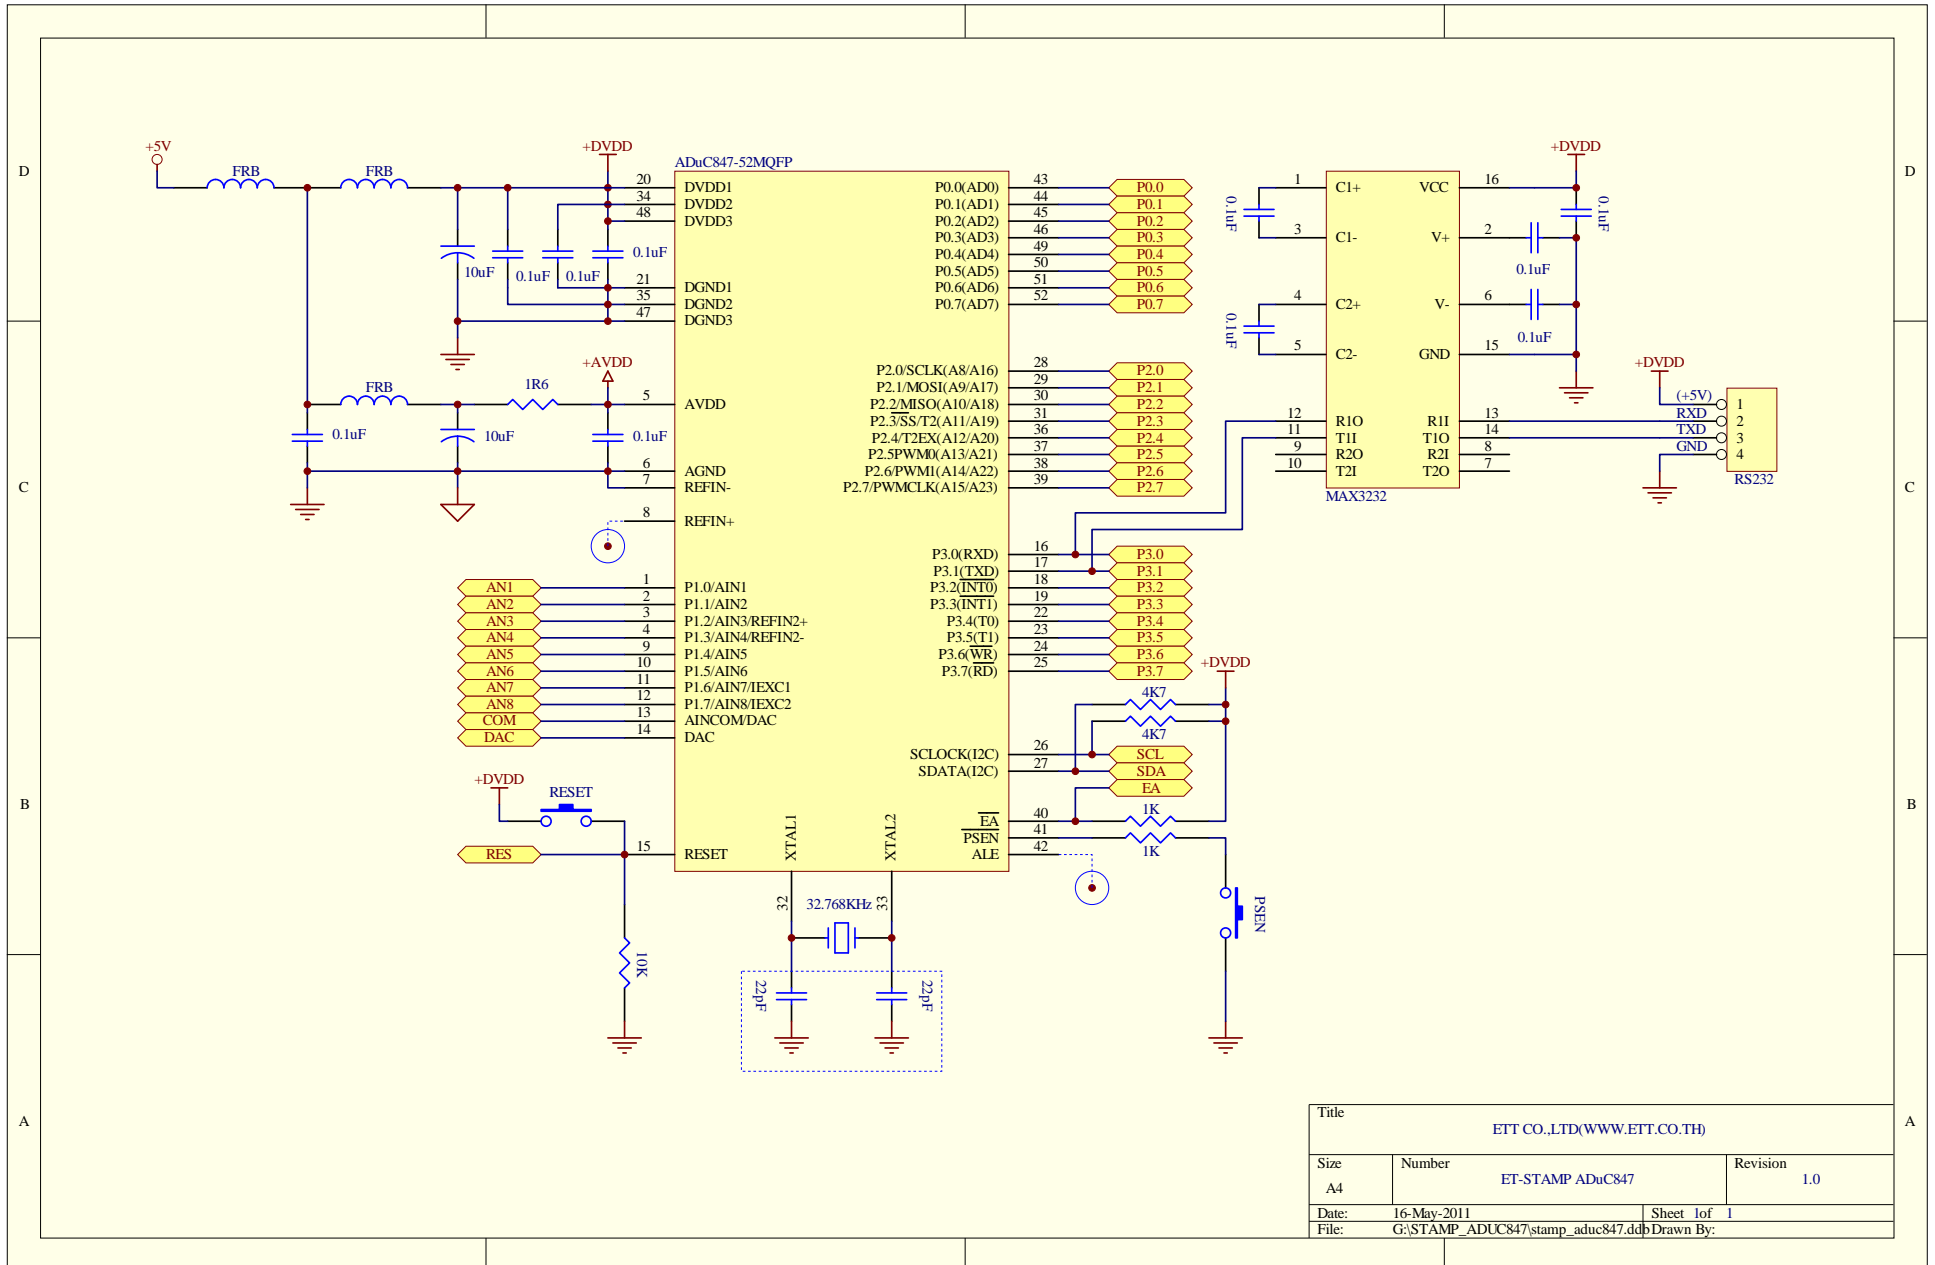 D
D
C
C
B
B
A
A
+5V
FRB
FRB
10uF
0.1uF
0.1uF
0.1uF
+DVDD
0.1uF
FRB
10uF
1R6
+AVDD
0.1uF
ADuC847-52MQFP
20 DVDD1
34 DVDD2
48 DVDD3
21 DGND1
35 DGND2
47 DGND3
5 AVDD
6 AGND
7 REFIN-
8 REFIN+
AN1 1 P1.0/AIN1
AN2 2 P1.1/AIN2
AN3 3 P1.2/AIN3/REFIN2+
AN4 4 P1.3/AIN4/REFIN2-
AN5 9 P1.4/AIN5
AN6 10 P1.5/AIN6
AN7 11 P1.6/AIN7/IEXC1
AN8 12 P1.7/AIN8/IEXC2
COM 13 AINCOM/DAC
DAC 14 DAC
+DVDD
RESET
RES 15 RESET
10K
XTAL1
XTAL2
32
33
32.768KHz
22pF
22pF
P0.0(AD0) 43 P0.0
P0.1(AD1) 44 P0.1
P0.2(AD2) 45 P0.2
P0.3(AD3) 46 P0.3
P0.4(AD4) 49 P0.4
P0.5(AD5) 50 P0.5
P0.6(AD6) 51 P0.6
P0.7(AD7) 52 P0.7
P2.0/SCLK(A8/A16) 28 P2.0
P2.1/MOSI(A9/A17) 29 P2.1
P2.2/MISO(A10/A18) 30 P2.2
P2.3/SS/T2(A11/A19) 31 P2.3
P2.4/T2EX(A12/A20) 36 P2.4
P2.5PWM0(A13/A21) 37 P2.5
P2.6/PWM1(A14/A22) 38 P2.6
P2.7/PWMCLK(A15/A23) 39 P2.7
P3.0(RXD) 16 P3.0
P3.1(TXD) 17 P3.1
P3.2(INT0) 18 P3.2
P3.3(INT1) 19 P3.3
P3.4(T0) 22 P3.4
P3.5(T1) 23 P3.5
P3.6(WR) 24 P3.6
P3.7(RD) 25 P3.7
+DVDD
4K7
4K7
SCLOCK(I2C) 26 SCL
SDATA(I2C) 27 SDA
EA
EA 40 1K
PSEN 41 1K
ALE 42
PSEN
+DVDD
1 C1+ VCC 16
3 C1- V+ 2
4 C2+ V- 6
5 C2- GND 15
12 R1O R1I 13
11 T1I T1O 14
9 R2O R2I 8
10 T2I T2O 7
MAX3232
0.1uF
0.1uF
0.1uF
0.1uF
0.1uF
+DVDD
(+5V) 1
RXD 2
TXD 3
GND 4
RS232
Title
ETT CO.,LTD(WWW.ETT.CO.TH)
Size Number Revision
A4 ET-STAMP ADuC847 1.0
Date: 16-May-2011 Sheet 1of 1
File: G:\STAMP_ADUC847\stamp_aduc847.ddb Drawn By: